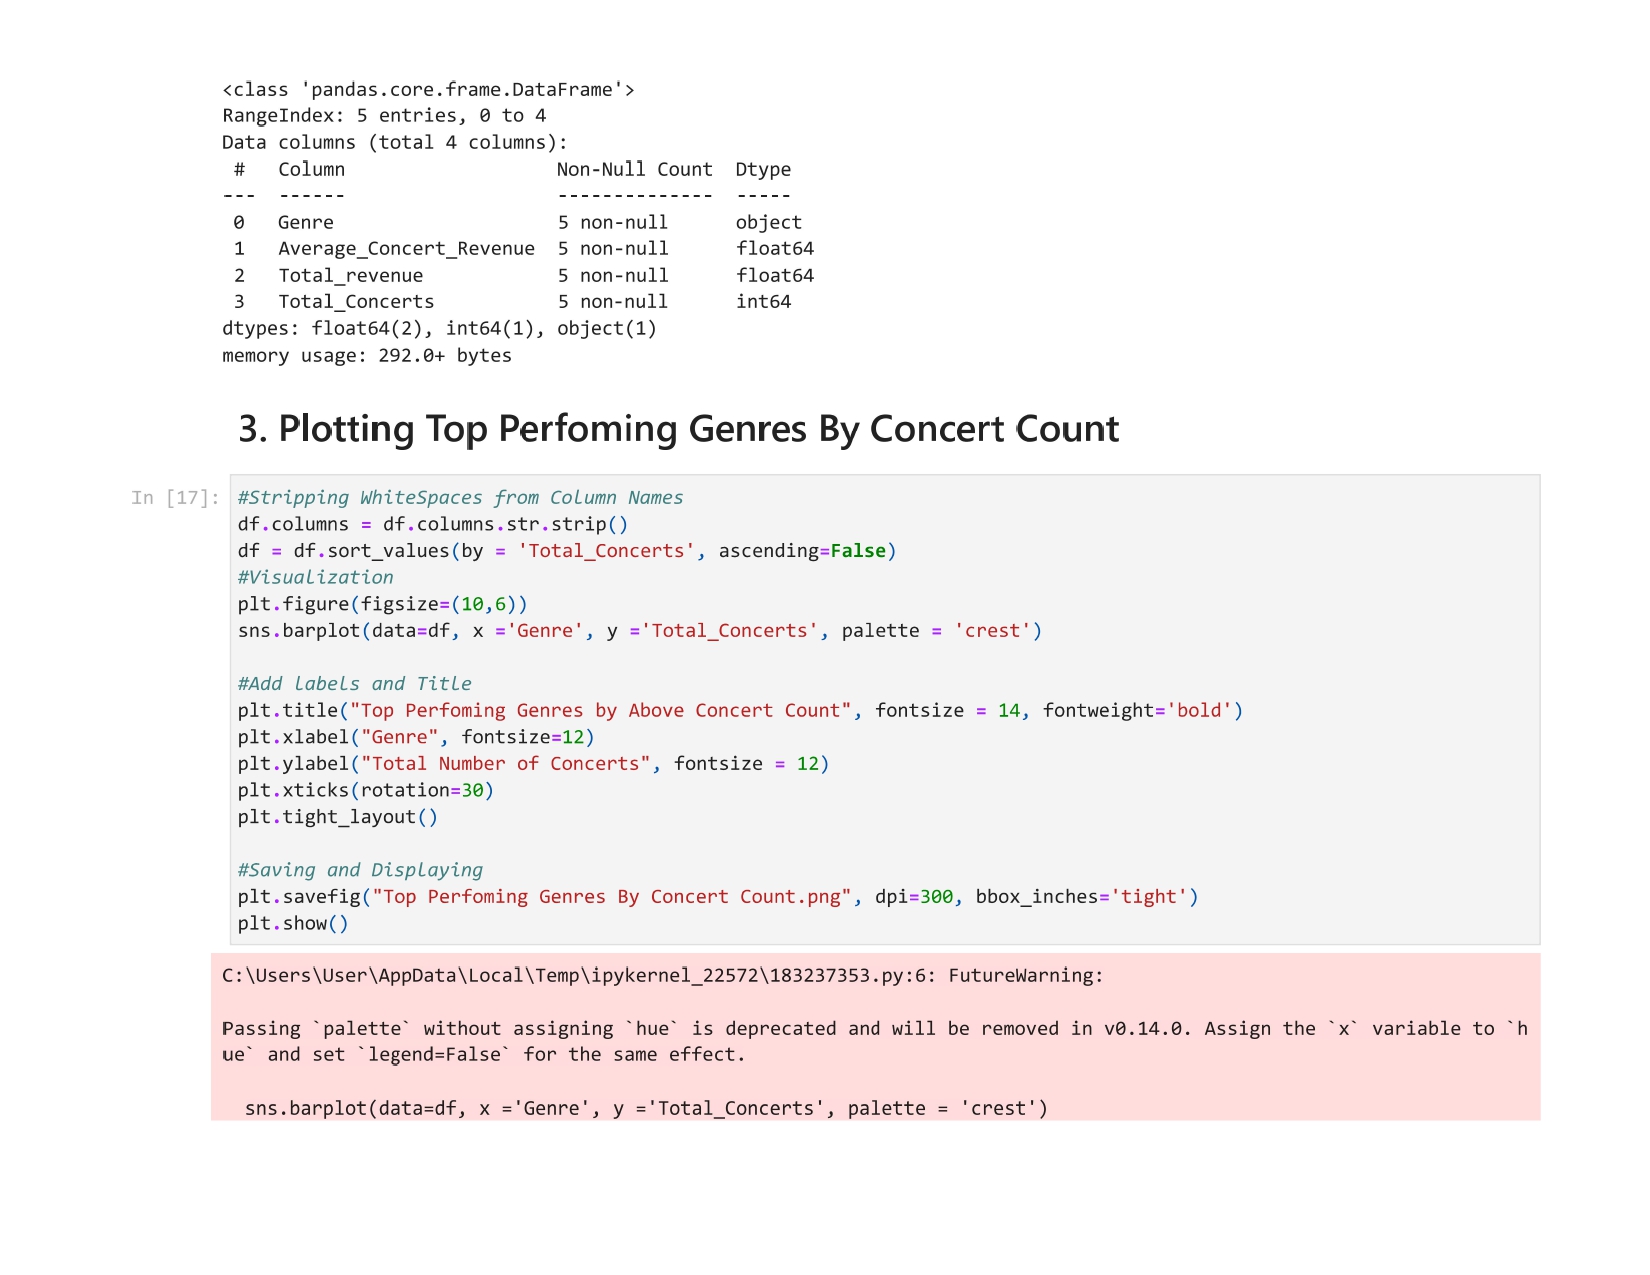 <class 'pandas.core.frame.DataFrame'>
RangeIndex: 5 entries, 0 to 4
Data columns (total 4 columns):
 #   Column                  Non-Null Count  Dtype
---  ------                   --------------  -----
 0   Genre                   5 non-null      object
 1   Average_Concert_Revenue  5 non-null      float64
 2   Total_revenue           5 non-null      float64
 3   Total_Concerts          5 non-null      int64
dtypes: float64(2), int64(1), object(1)
memory usage: 292.0+ bytes
3. Plotting Top Perfoming Genres By Concert Count
In [17]: #Stripping WhiteSpaces from Column Names
df.columns = df.columns.str.strip()
df = df.sort_values(by = 'Total_Concerts', ascending=False)
#Visualization
plt.figure(figsize=(10,6))
sns.barplot(data=df, x ='Genre', y ='Total_Concerts', palette = 'crest')
#Add labels and Title
plt.title("Top Perfoming Genres by Above Concert Count", fontsize = 14, fontweight='bold')
plt.xlabel("Genre", fontsize=12)
plt.ylabel("Total Number of Concerts", fontsize = 12)
plt.xticks(rotation=30)
plt.tight_layout()
#Saving and Displaying
plt.savefig("Top Perfoming Genres By Concert Count.png", dpi=300, bbox_inches='tight')
plt.show()
C:\Users\User\AppData\Local\Temp\ipykernel_22572\183237353.py:6: FutureWarning:
Passing `palette` without assigning `hue` is deprecated and will be removed in v0.14.0. Assign the `x` variable to `h
ue` and set `legend=False` for the same effect.
sns.barplot(data=df, x ='Genre', y ='Total_Concerts', palette = 'crest')